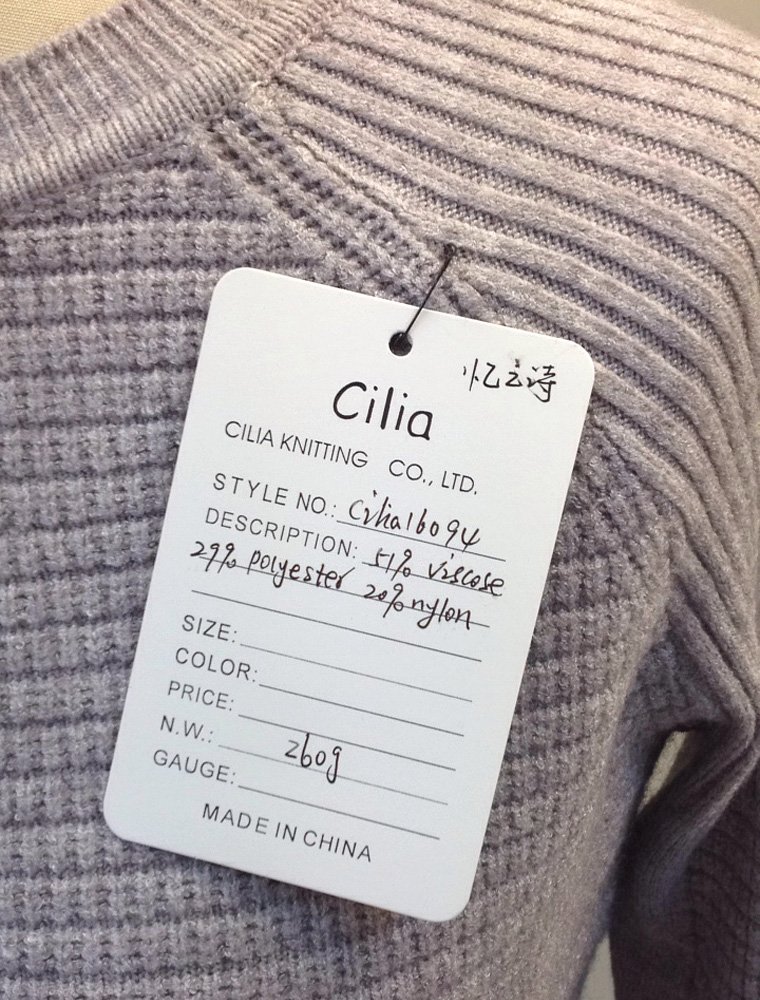 忆之诗
Cilia
CILIA KNITTING CO., LTD.
STYLE NO.: Cilia16094
DESCRIPTION: 51% viscose
29% polyester 20% nylon
SIZE:
COLOR:
PRICE:
N.W.: 260g
GAUGE:
MADE IN CHINA